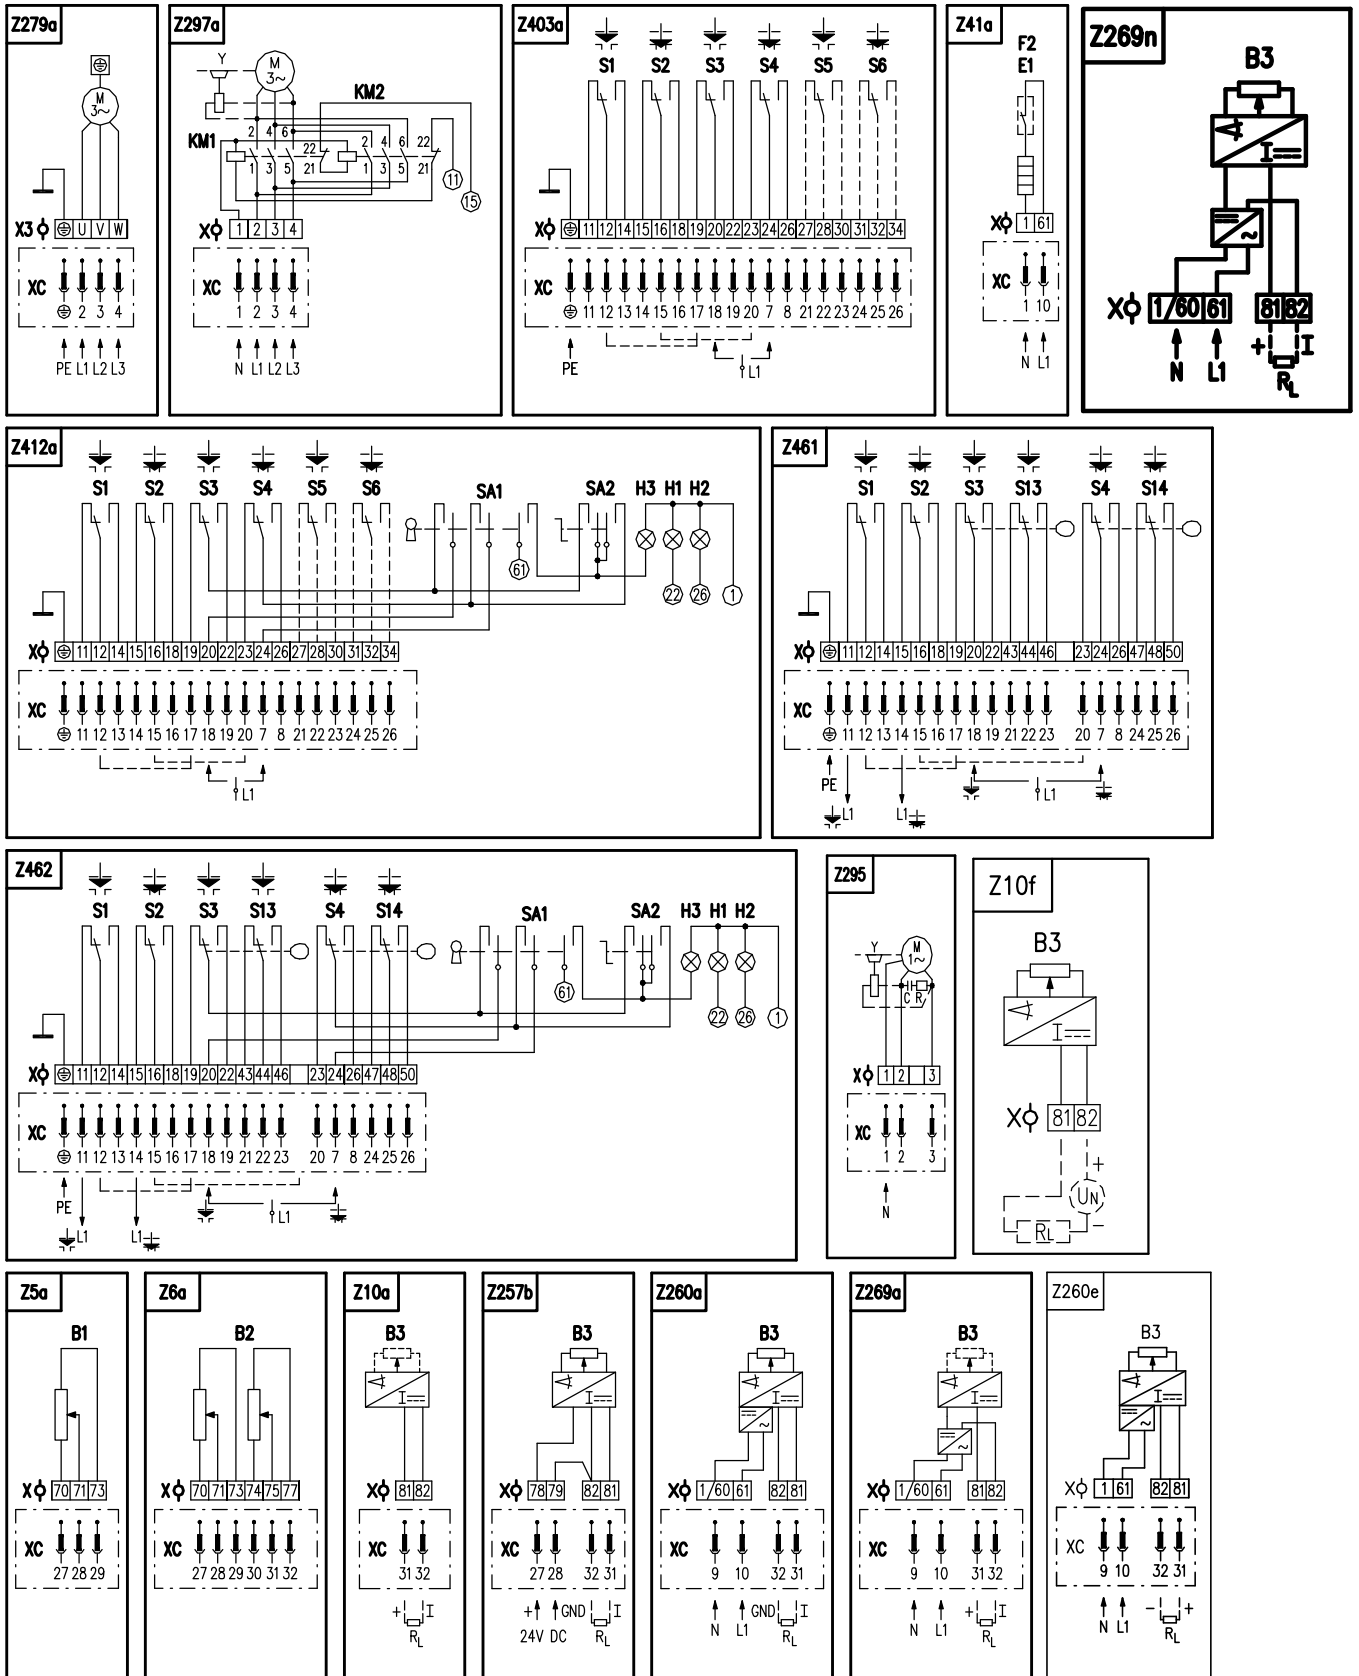 Z279a
M
3~
X3 U V W
XC
2 3 4
PE L1 L2 L3
Z297a
Y
M
3~
KM2
KM1
2 4 6 22 2 4 6 22
1 3 5 21 1 3 5 21
11
15
X 1 2 3 4
XC
1 2 3 4
N L1 L2 L3
Z403a
S1 S2 S3 S4 S5 S6
X 11 12 14 15 16 18 19 20 22 23 24 26 27 28 30 31 32 34
XC
11 12 13 14 15 16 17 18 19 20 7 8 21 22 23 24 25 26
PE
L1
Z41a
F2
E1
X 1 61
XC
1 10
N L1
Z269n
B3
I
~
X 1/60 61 81 82
+ I
N L1 RL
Z412a
S1 S2 S3 S4 S5 S6 SA1 SA2 H3 H1 H2
61 22 26 1
X 11 12 14 15 16 18 19 20 22 23 24 26 27 28 30 31 32 34
XC
11 12 13 14 15 16 17 18 19 20 7 8 21 22 23 24 25 26
L1
Z461
S1 S2 S3 S13 S4 S14
X 11 12 14 15 16 18 19 20 22 43 44 46 23 24 26 47 48 50
XC
11 12 13 14 15 16 17 18 19 21 22 23 20 7 8 24 25 26
PE
L1 L1 L1
Z462
S1 S2 S3 S13 S4 S14 SA1 SA2 H3 H1 H2
61 22 26 1
X 11 12 14 15 16 18 19 20 22 43 44 46 23 24 26 47 48 50
XC
11 12 13 14 15 16 17 18 19 21 22 23 20 7 8 24 25 26
PE
L1 L1 L1
Z295
Y
M
1~
C R
X 1 2 3
XC
1 2 3
N
Z10f
B3
I
X 81 82
+
UN
RL −
Z5a
B1
X 70 71 73
XC
27 28 29
Z6a
B2
X 70 71 73 74 75 77
XC
27 28 29 30 31 32
Z10a
B3
I
X 81 82
XC
31 32
+ I
RL
Z257b
B3
I
X 78 79 82 81
XC
27 28 32 31
+ GND I
24V DC RL
Z260a
B3
I
~
X 1/60 61 82 81
XC
9 10 32 31
GND I
N L1 RL
Z269a
B3
I
~
X 1/60 61 81 82
XC
9 10 31 32
+ I
N L1 RL
Z260e
B3
I
~
X 1 61 82 81
XC
9 10 32 31
− +
N L1 RL